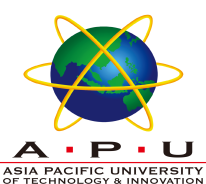 A · P · U
ASIA PACIFIC UNIVERSITY
OF TECHNOLOGY & INNOVATION